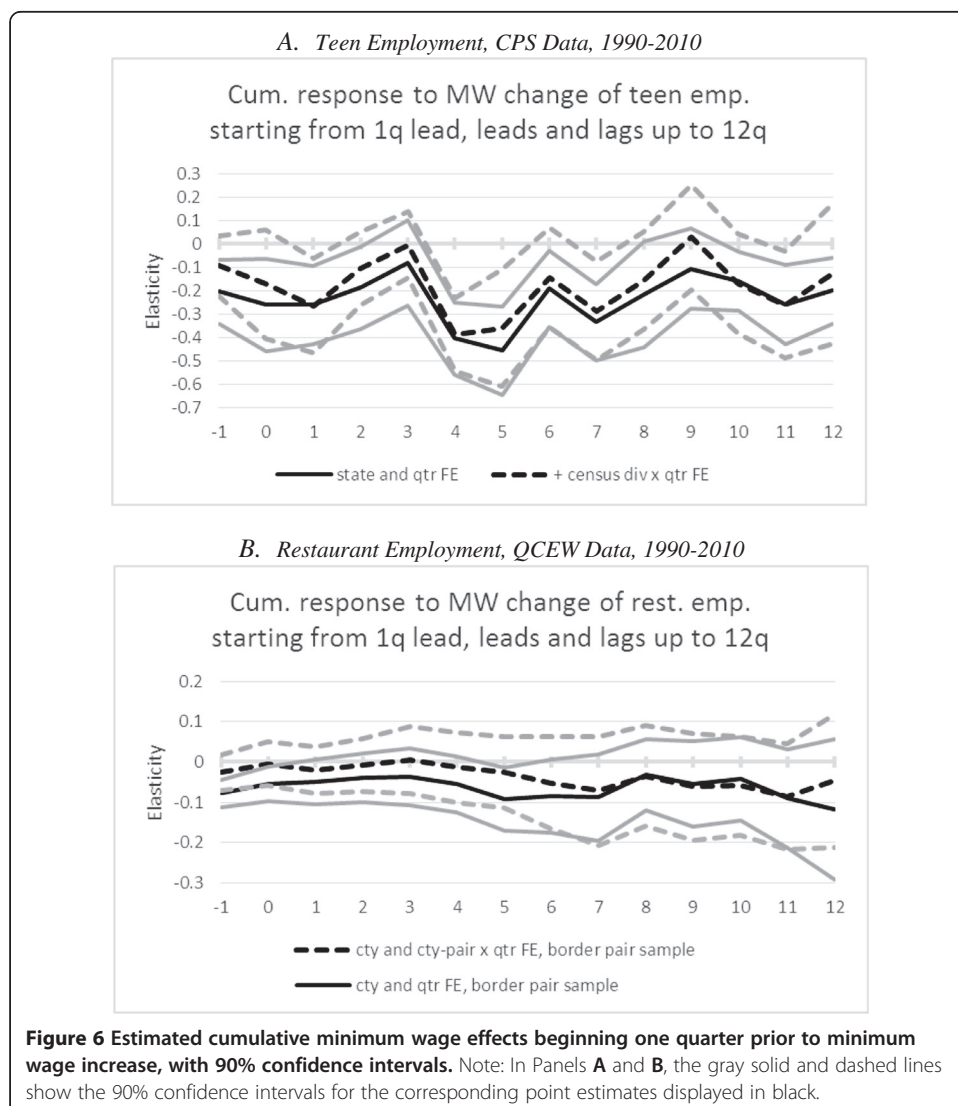 A. Teen Employment, CPS Data, 1990-2010
Cum. response to MW change of teen emp.
starting from 1q lead, leads and lags up to 12q
Elasticity
0.3
0.2
0.1
0
-0.1
-0.2
-0.3
-0.4
-0.5
-0.6
-0.7
-1 0 1 2 3 4 5 6 7 8 9 10 11 12
state and qtr FE + census div x qtr FE
B. Restaurant Employment, QCEW Data, 1990-2010
Cum. response to MW change of rest. emp.
starting from 1q lead, leads and lags up to 12q
Elasticity
0.2
0.1
0
-0.1
-0.2
-0.3
-1 0 1 2 3 4 5 6 7 8 9 10 11 12
cty and cty-pair x qtr FE, border pair sample
cty and qtr FE, border pair sample
Figure 6 Estimated cumulative minimum wage effects beginning one quarter prior to minimum
wage increase, with 90% confidence intervals. Note: In Panels A and B, the gray solid and dashed lines
show the 90% confidence intervals for the corresponding point estimates displayed in black.